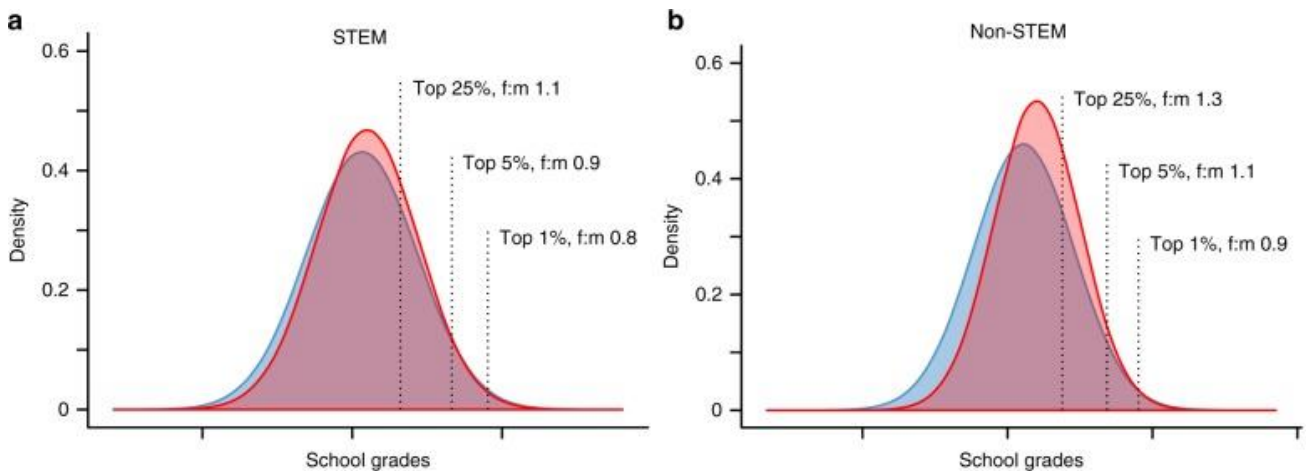 a
STEM
0.6
0.4
0.2
0
Density
Top 25%, f:m 1.1
Top 5%, f:m 0.9
Top 1%, f:m 0.8
School grades
b
Non-STEM
0.6
0.4
0.2
0
Density
Top 25%, f:m 1.3
Top 5%, f:m 1.1
Top 1%, f:m 0.9
School grades